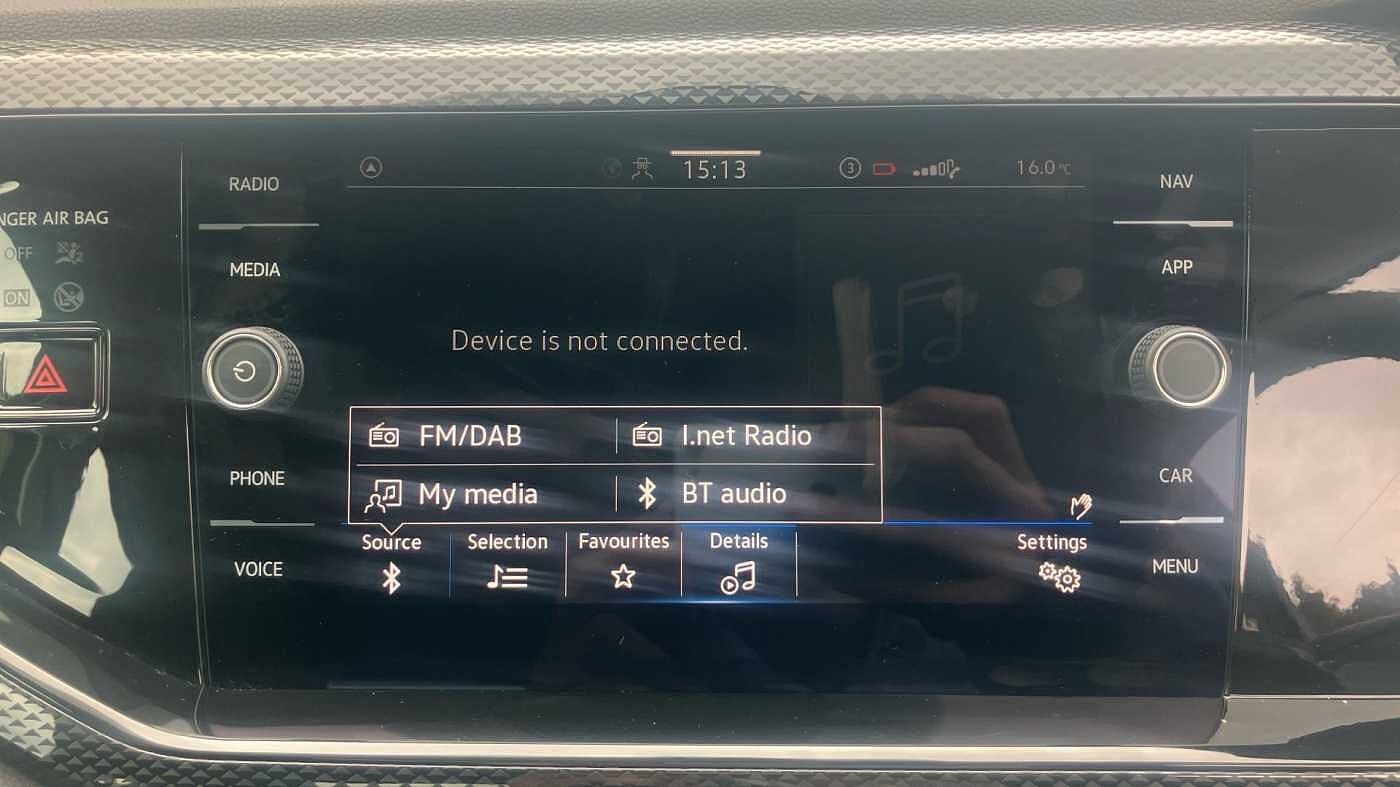 NGER AIR BAG
OFF
ON
RADIO
MEDIA
PHONE
VOICE
15:13
3
16.0 °C
Device is not connected.
FM/DAB
I.net Radio
My media
BT audio
Source
Selection
Favourites
Details
Settings
NAV
APP
CAR
MENU